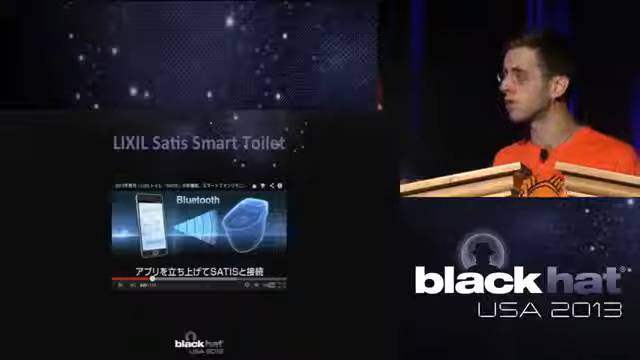 LIXIL Satis Smart Toilet
Bluetooth
アプリを立ち上げてSATISと接続
black hat
USA 2013
black hat®
USA 2013